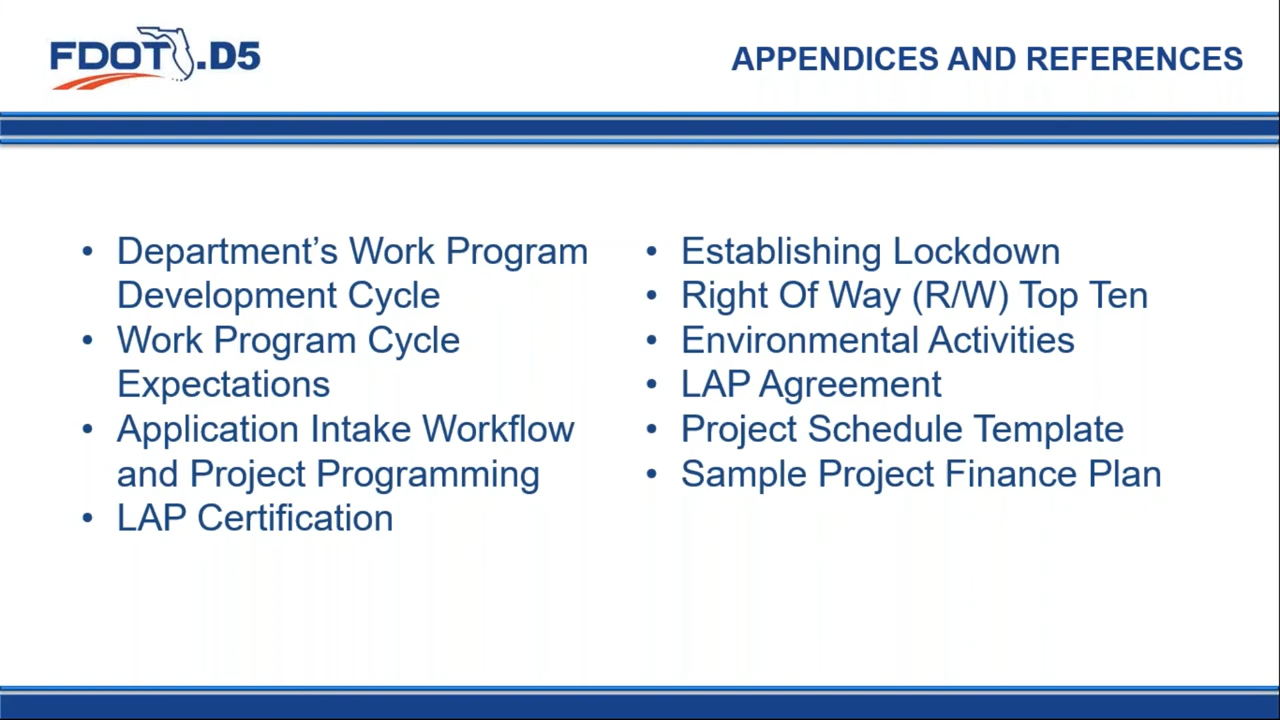 FDOT.D5
APPENDICES AND REFERENCES
• Department’s Work Program
Development Cycle
• Work Program Cycle
Expectations
• Application Intake Workflow
and Project Programming
• LAP Certification
• Establishing Lockdown
• Right Of Way (R/W) Top Ten
• Environmental Activities
• LAP Agreement
• Project Schedule Template
• Sample Project Finance Plan